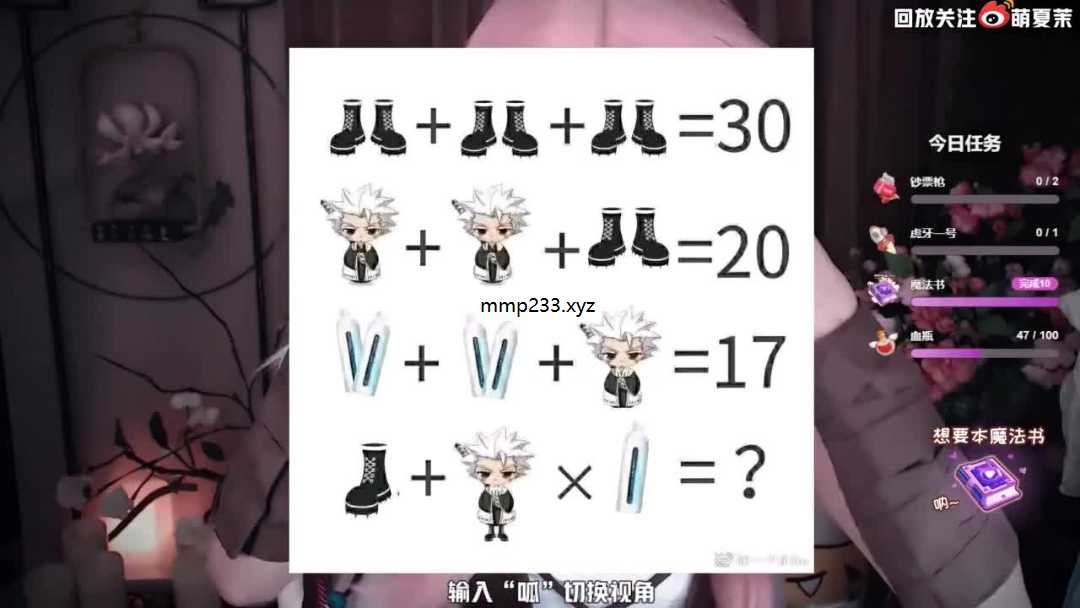 回放关注 萌夏茉
+ + =30
+ + =20
mmp233.xyz
+ + =17
+ × = ?
今日任务
钞票枪 0 / 2
虎牙一号 0 / 1
魔法书 完成10
血瓶 47 / 100
想要本魔法书
呐~
输入“呱”切换视角